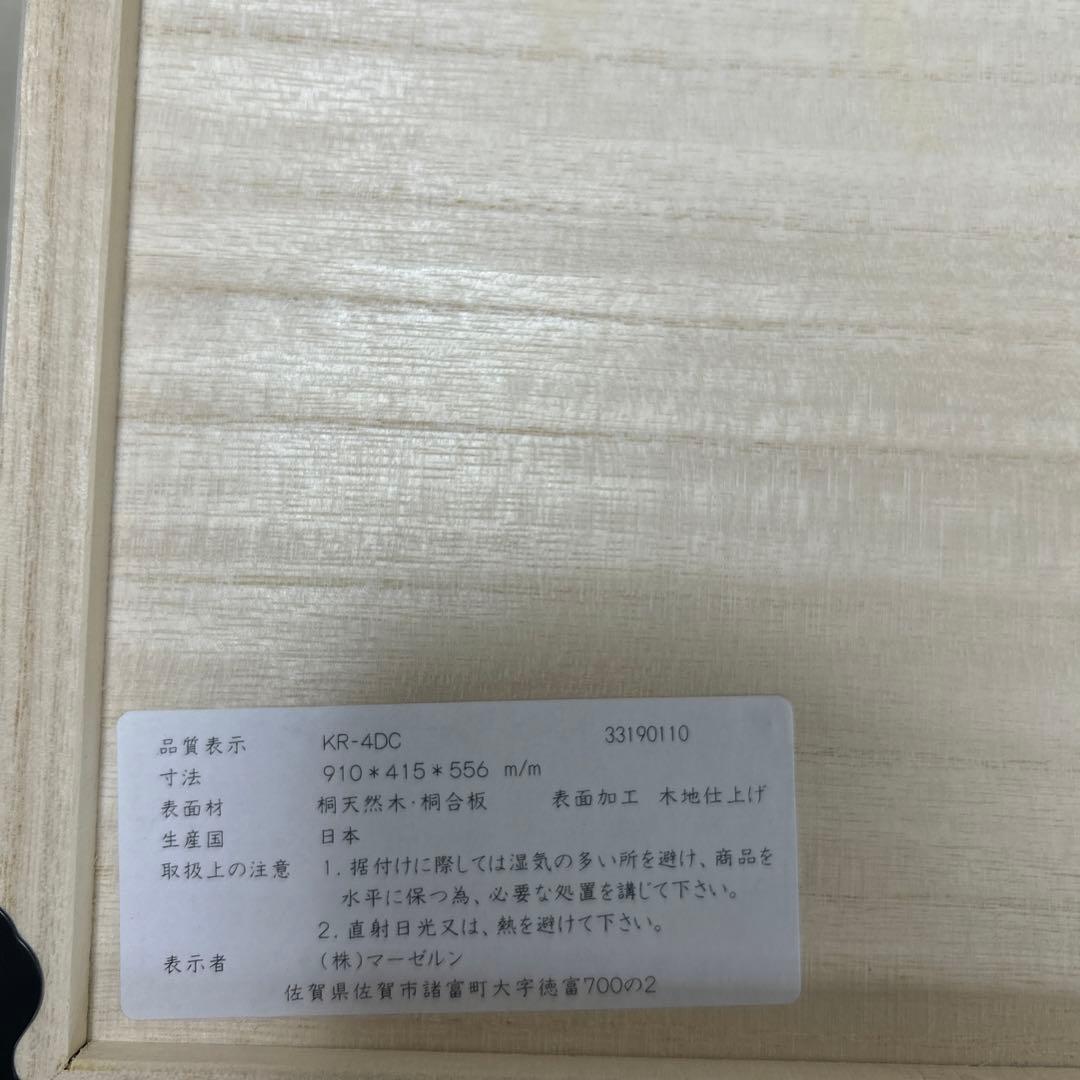 品質表示 KR-4DC 33190110
寸法 910*415*556 m/m
表面材 桐天然木・桐合板 表面加工 木地仕上げ
生産国 日本
取扱上の注意 1. 据付けに際しては湿気の多い所を避け、商品を
水平に保つ為、必要な処置を講じて下さい。
2. 直射日光又は、熱を避けて下さい。
表示者 (株)マーゼルン
佐賀県佐賀市諸富町大字徳富700の2